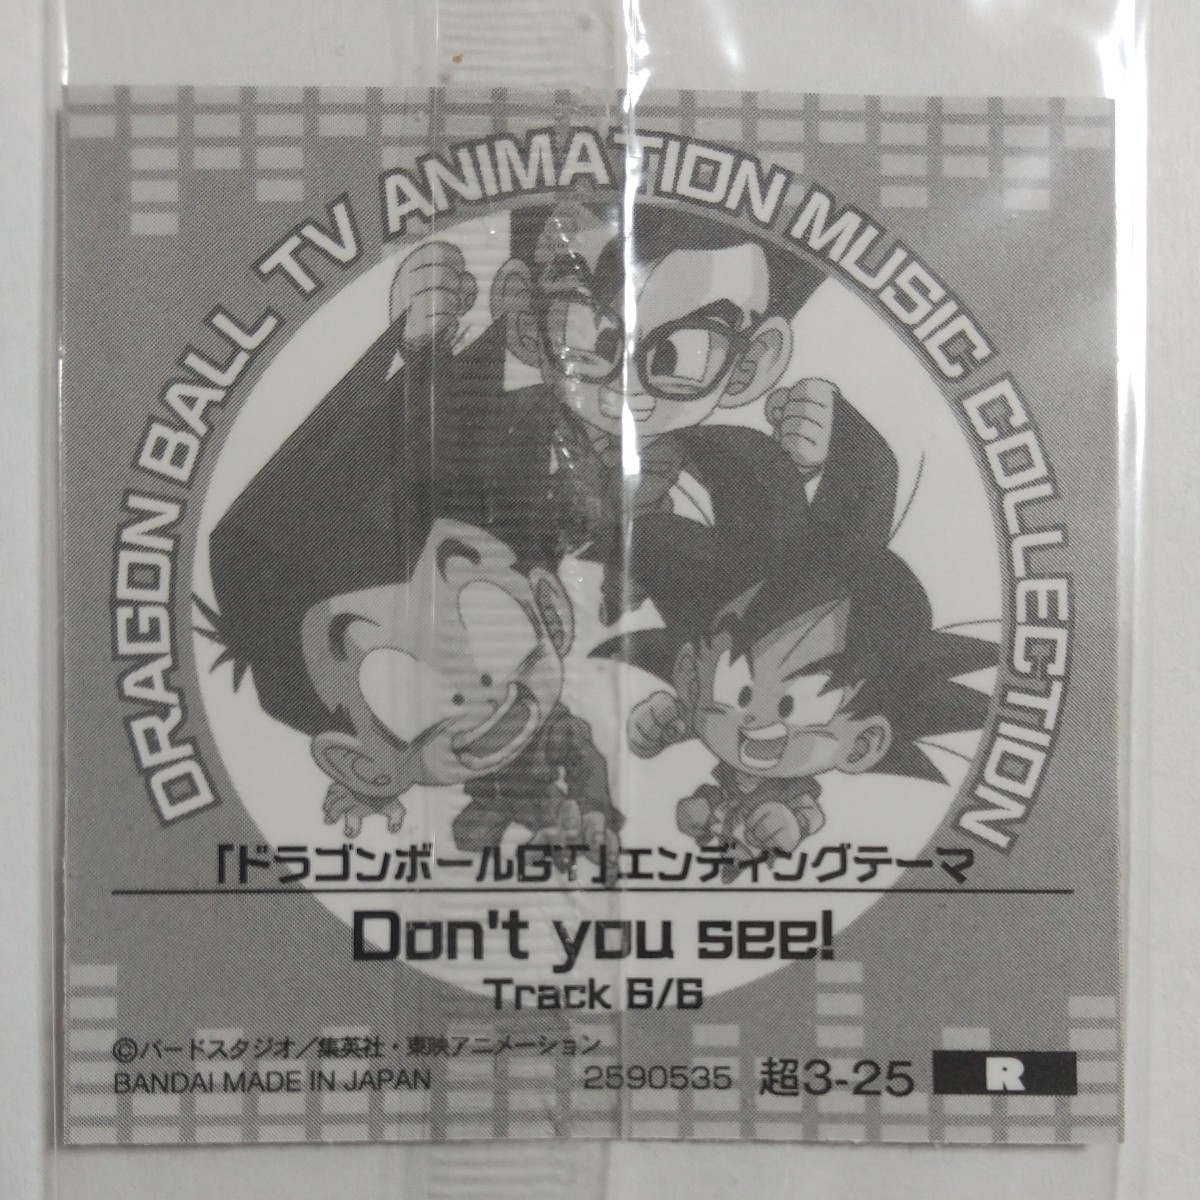 DRAGON BALL TV ANIMATION MUSIC COLLECTION
「ドラゴンボールGT」エンディングテーマ
Don't you see!
Track 6/6
©バードスタジオ／集英社・東映アニメーション
BANDAI MADE IN JAPAN
2590535 超3-25 R